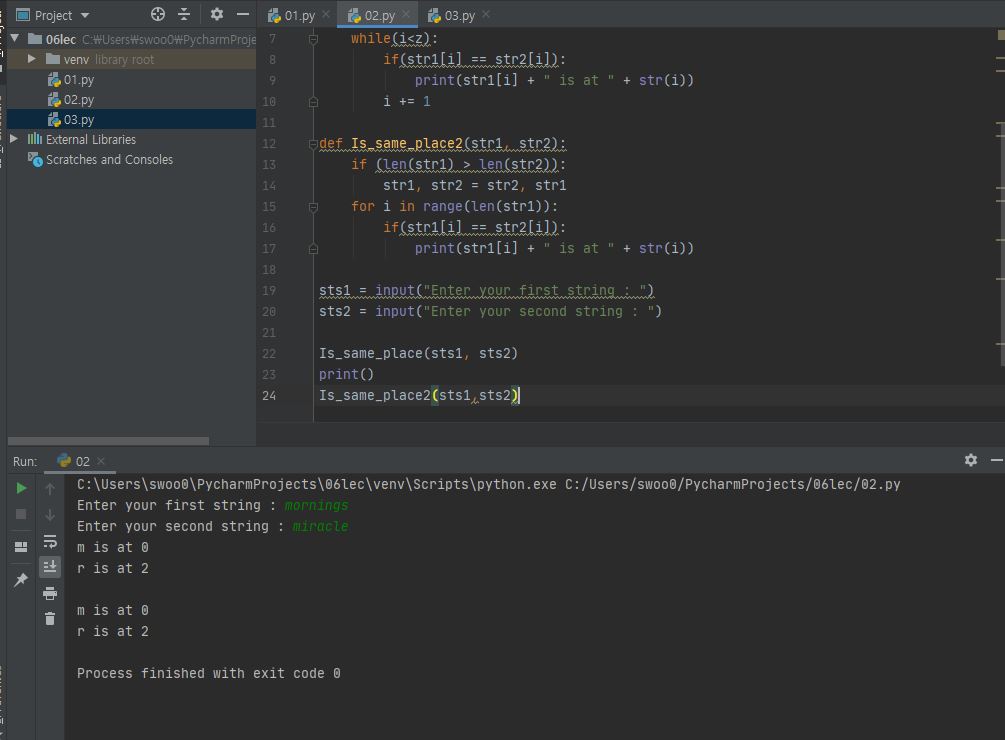 Project
01.py
02.py
03.py
06lec C:₩Users₩swoo0₩PycharmProje
venv library root
01.py
02.py
03.py
External Libraries
Scratches and Consoles
7 while(i<z):
8 if(str1[i] == str2[i]):
9 print(str1[i] + " is at " + str(i))
10 i += 1
11
12 def Is_same_place2(str1, str2):
13 if (len(str1) > len(str2)):
14 str1, str2 = str2, str1
15 for i in range(len(str1)):
16 if(str1[i] == str2[i]):
17 print(str1[i] + " is at " + str(i))
18
19 sts1 = input("Enter your first string : ")
20 sts2 = input("Enter your second string : ")
21
22 Is_same_place(sts1, sts2)
23 print()
24 Is_same_place2(sts1,sts2)
Run: 02
C:\Users\swoo0\PycharmProjects\06lec\venv\Scripts\python.exe C:/Users/swoo0/PycharmProjects/06lec/02.py
Enter your first string : mornings
Enter your second string : miracle
m is at 0
r is at 2
m is at 0
r is at 2
Process finished with exit code 0